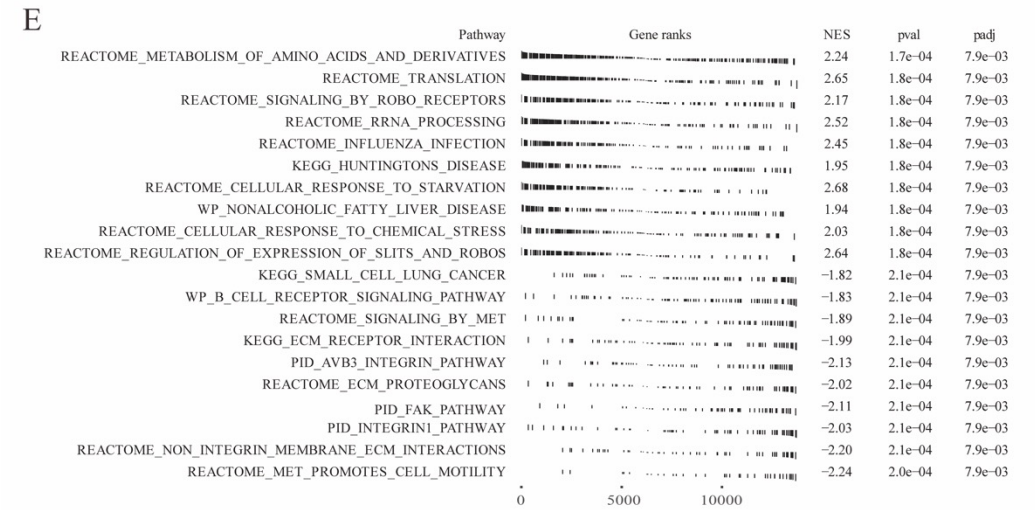 E
Pathway Gene ranks NES pval padj
REACTOME_METABOLISM_OF_AMINO_ACIDS_AND_DERIVATIVES 2.24 1.7e−04 7.9e−03
REACTOME_TRANSLATION 2.65 1.8e−04 7.9e−03
REACTOME_SIGNALING_BY_ROBO_RECEPTORS 2.17 1.8e−04 7.9e−03
REACTOME_RRNA_PROCESSING 2.52 1.8e−04 7.9e−03
REACTOME_INFLUENZA_INFECTION 2.45 1.8e−04 7.9e−03
KEGG_HUNTINGTONS_DISEASE 1.95 1.8e−04 7.9e−03
REACTOME_CELLULAR_RESPONSE_TO_STARVATION 2.68 1.8e−04 7.9e−03
WP_NONALCOHOLIC_FATTY_LIVER_DISEASE 1.94 1.8e−04 7.9e−03
REACTOME_CELLULAR_RESPONSE_TO_CHEMICAL_STRESS 2.03 1.8e−04 7.9e−03
REACTOME_REGULATION_OF_EXPRESSION_OF_SLITS_AND_ROBOS 2.64 1.8e−04 7.9e−03
KEGG_SMALL_CELL_LUNG_CANCER −1.82 2.1e−04 7.9e−03
WP_B_CELL_RECEPTOR_SIGNALING_PATHWAY −1.83 2.1e−04 7.9e−03
REACTOME_SIGNALING_BY_MET −1.89 2.1e−04 7.9e−03
KEGG_ECM_RECEPTOR_INTERACTION −1.99 2.1e−04 7.9e−03
PID_AVB3_INTEGRIN_PATHWAY −2.13 2.1e−04 7.9e−03
REACTOME_ECM_PROTEOGLYCANS −2.02 2.1e−04 7.9e−03
PID_FAK_PATHWAY −2.11 2.1e−04 7.9e−03
PID_INTEGRIN1_PATHWAY −2.03 2.1e−04 7.9e−03
REACTOME_NON_INTEGRIN_MEMBRANE_ECM_INTERACTIONS −2.20 2.1e−04 7.9e−03
REACTOME_MET_PROMOTES_CELL_MOTILITY −2.24 2.0e−04 7.9e−03
0 5000 10000